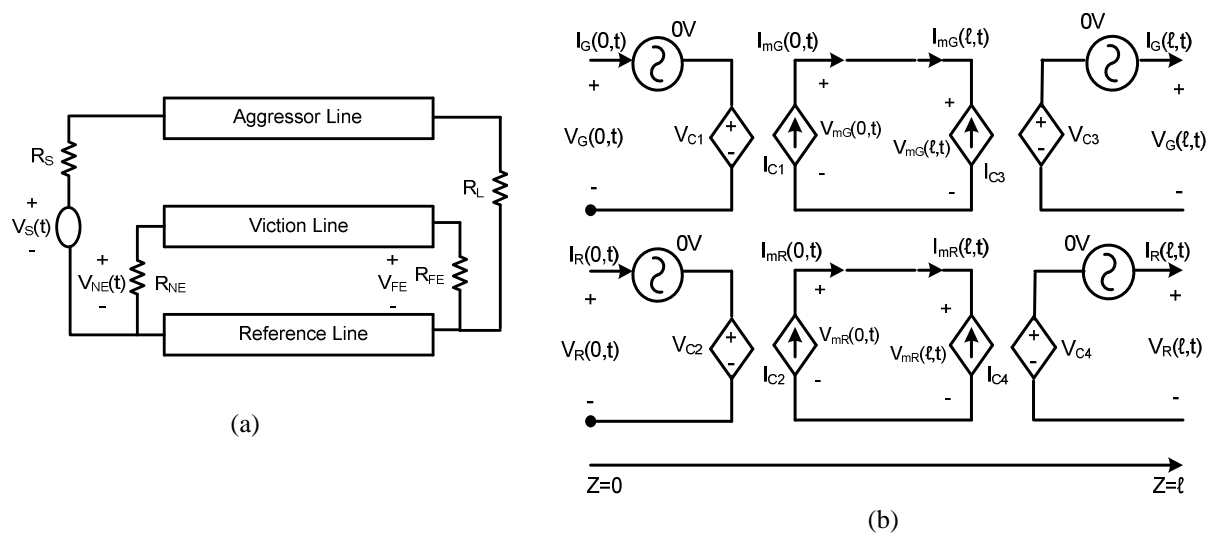 Aggressor Line
R_S
R_L
+
V_S(t)
-
Viction Line
+
V_NE(t)
-
R_NE
+
V_FE
-
R_FE
Reference Line
(a)
I_G(0,t)
0V
I_mG(0,t)
I_mG(ℓ,t)
0V
I_G(ℓ,t)
+
+
+
+
V_G(0,t)
+
-
V_C1
V_mG(0,t)
V_mG(ℓ,t)
+
-
V_C3
V_G(ℓ,t)
-
I_C1
-
-
I_C3
-
I_R(0,t)
0V
I_mR(0,t)
I_mR(ℓ,t)
0V
I_R(ℓ,t)
+
+
+
+
V_R(0,t)
V_C2
+
-
V_mR(0,t)
V_mR(ℓ,t)
+
-
V_C4
V_R(ℓ,t)
-
I_C2
-
-
I_C4
-
Z=0
Z=ℓ
(b)